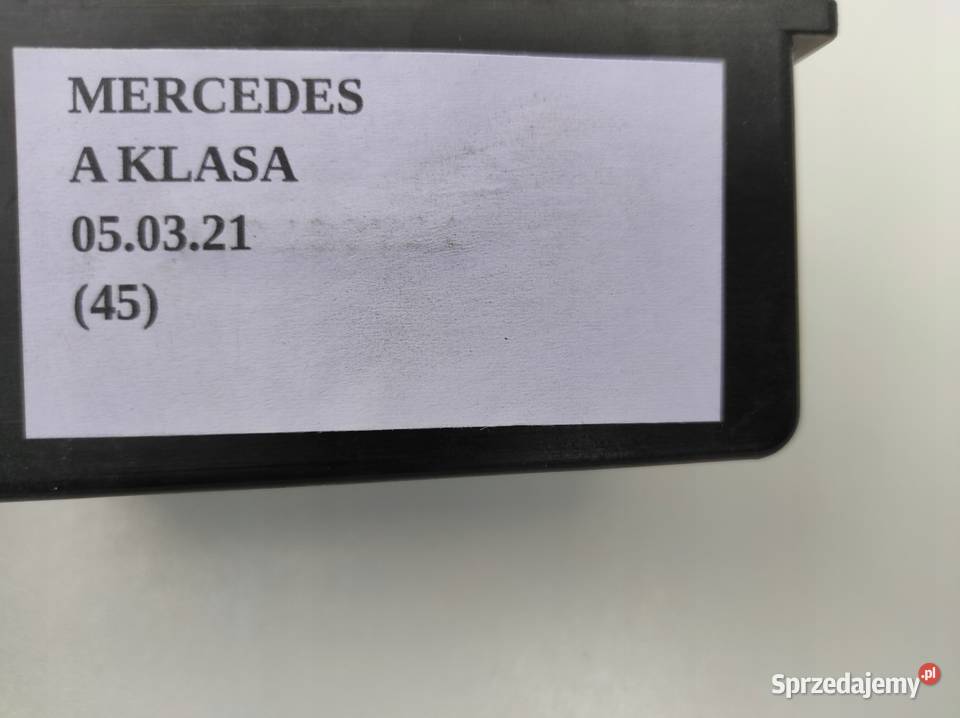 MERCEDES
A KLASA
05.03.21
(45)
Sprzedajemy.pl